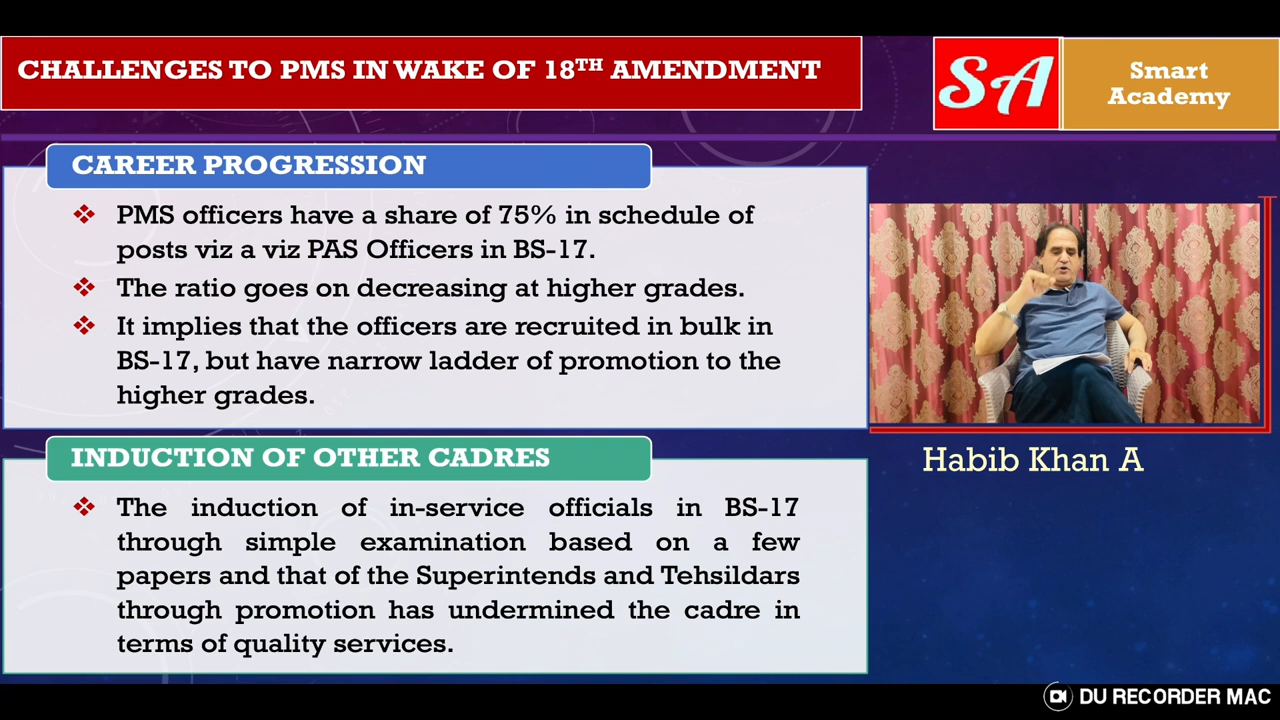 CHALLENGES TO PMS IN WAKE OF 18TH AMENDMENT
SA
Smart
Academy
CAREER PROGRESSION
❖ PMS officers have a share of 75% in schedule of
posts viz a viz PAS Officers in BS-17.
❖ The ratio goes on decreasing at higher grades.
❖ It implies that the officers are recruited in bulk in
BS-17, but have narrow ladder of promotion to the
higher grades.
Habib Khan A
INDUCTION OF OTHER CADRES
❖ The induction of in-service officials in BS-17
through simple examination based on a few
papers and that of the Superintends and Tehsildars
through promotion has undermined the cadre in
terms of quality services.
DU RECORDER MAC